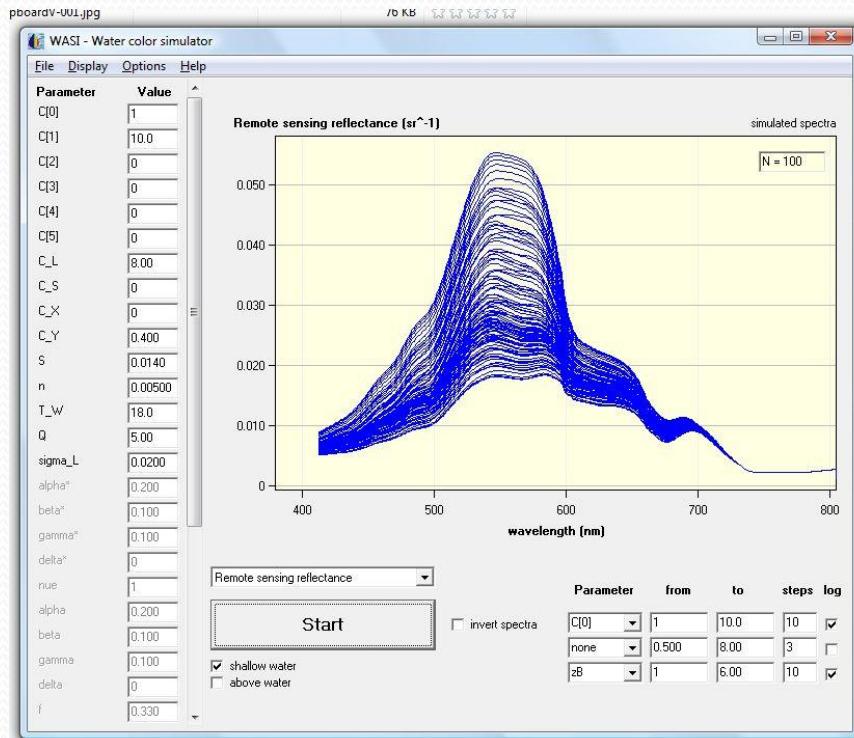 pboardV-001.jpg 76 KB
WASI - Water color simulator
File Display Options Help
Parameter Value
C[0] 1
C[1] 10.0
C[2] 0
C[3] 0
C[4] 0
C[5] 0
C_L 8.00
C_S 0
C_X 0
C_Y 0.400
S 0.0140
n 0.00500
T_W 18.0
Q 5.00
sigma_L 0.0200
alpha* 0.200
beta* 0.100
gamma* 0.100
delta* 0
nue 1
alpha 0.200
beta 0.100
gamma 0.100
delta 0
f 0.330
Remote sensing reflectance (sr^-1) simulated spectra
N = 100
0.050
0.040
0.030
0.020
0.010
0
400 500 600 700 800
wavelength (nm)
Remote sensing reflectance
Start
invert spectra
shallow water
above water
Parameter from to steps log
C[0] 1 10.0 10
none 0.500 8.00 3
zB 1 6.00 10